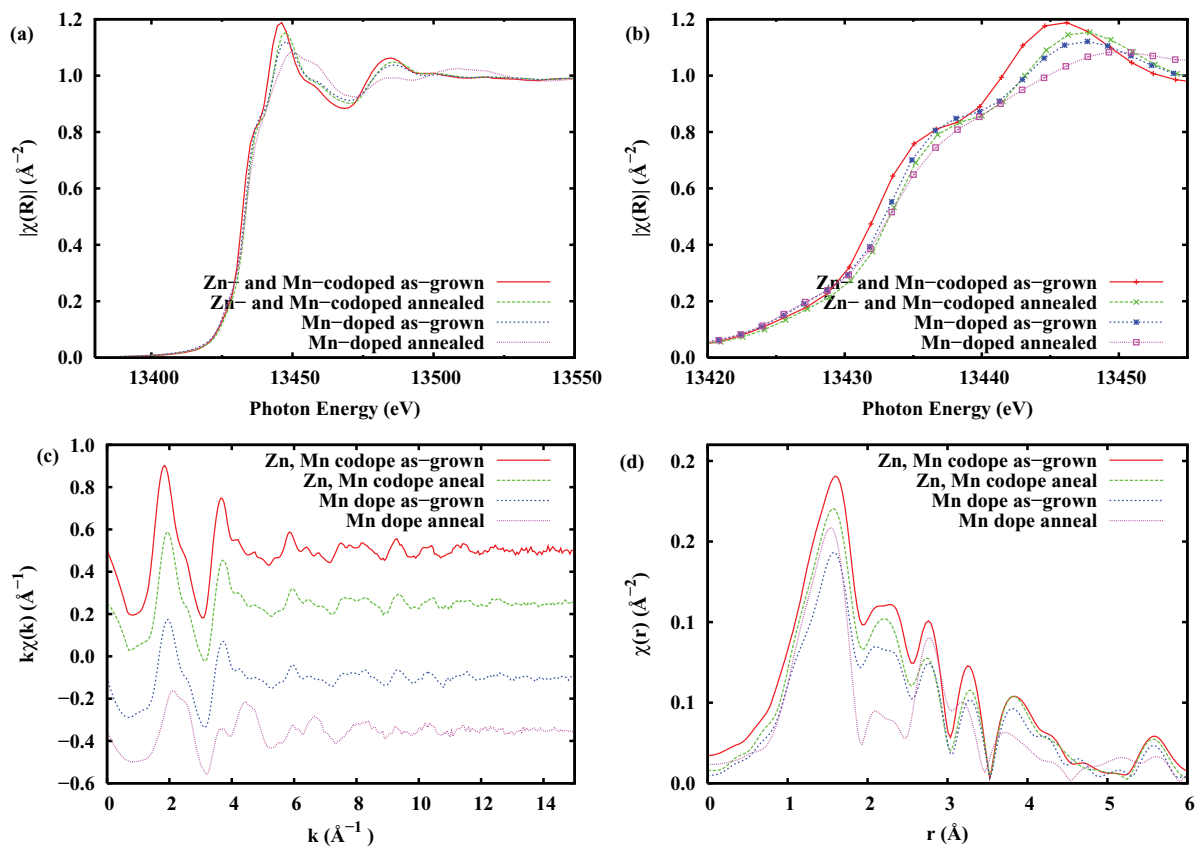 (a)
1.2
1.0
0.8
0.6
0.4
0.2
0.0
|χ(R)| (Å⁻²)
Zn− and Mn−codoped as−grown
Zn− and Mn−codoped annealed
Mn−doped as−grown
Mn−doped annealed
13400 13450 13500 13550
Photon Energy (eV)
(b)
1.2
1.0
0.8
0.6
0.4
0.2
0.0
|χ(R)| (Å⁻²)
Zn− and Mn−codoped as−grown
Zn− and Mn−codoped annealed
Mn−doped as−grown
Mn−doped annealed
13420 13430 13440 13450
Photon Energy (eV)
(c)
1.0
0.8
0.6
0.4
0.2
0.0
−0.2
−0.4
−0.6
kχ(k) (Å⁻¹)
Zn, Mn codope as−grown
Zn, Mn codope aneal
Mn dope as−grown
Mn dope anneal
0 2 4 6 8 10 12 14
k (Å⁻¹)
(d)
0.2
0.2
0.1
0.1
0.0
χ(r) (Å⁻²)
Zn, Mn codope as−grown
Zn, Mn codope aneal
Mn dope as−grown
Mn dope anneal
0 1 2 3 4 5 6
r (Å)